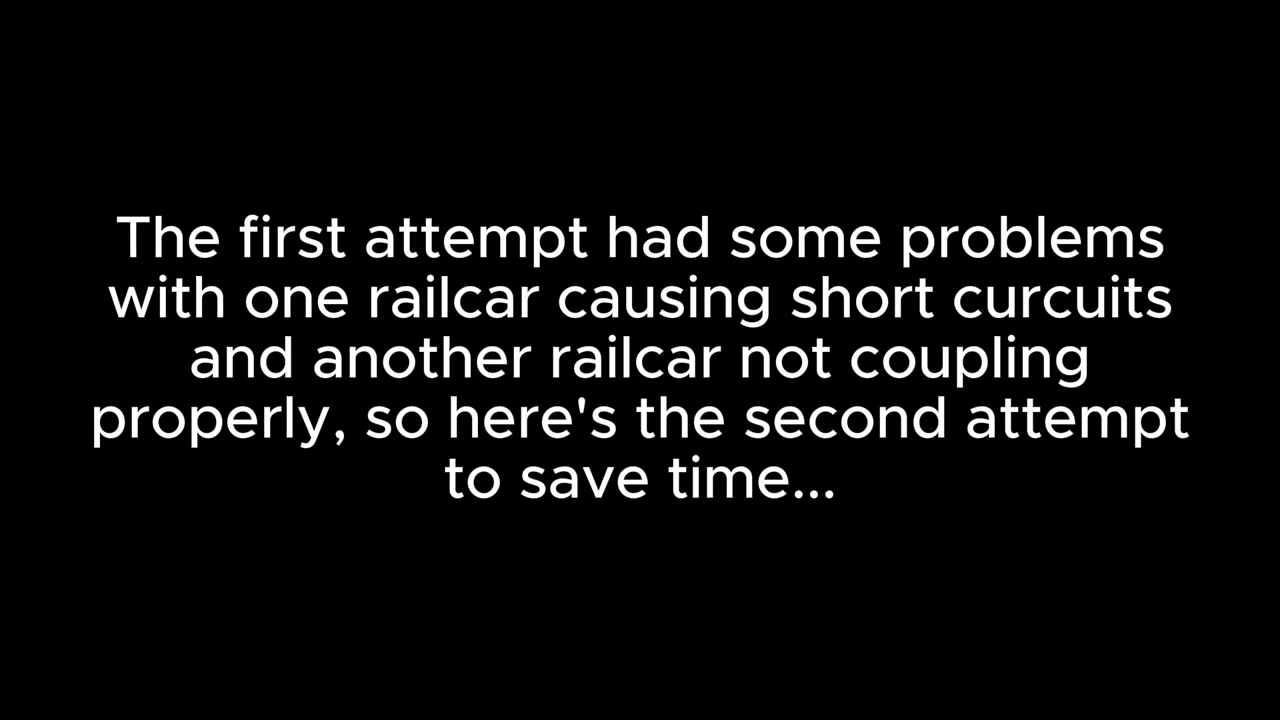 The first attempt had some problems
with one railcar causing short curcuits
and another railcar not coupling
properly, so here's the second attempt
to save time...